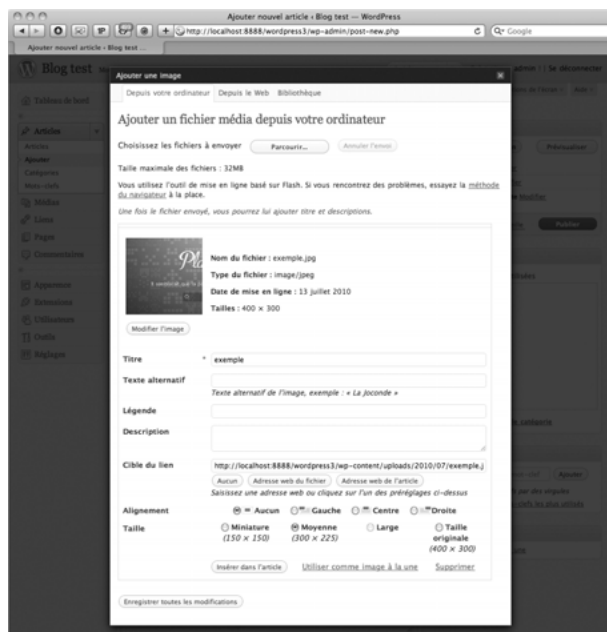 Ajouter nouvel article ‹ Blog test — WordPress
http://localhost:8888/wordpress3/wp-admin/post-new.php
Google
Ajouter nouvel article ‹ Blog test ...
Blog test
admin ! | Se déconnecter
Ajouter une image
Tableau de bord
Articles
Articles
Ajouter
Catégories
Mots-clefs
Médias
Liens
Pages
Commentaires
Apparence
Extensions
Utilisateurs
Outils
Réglages
Aide
Prévisualiser
Modifier
Publier
Ajouter
Depuis votre ordinateur Depuis le Web Bibliothèque
Ajouter un fichier média depuis votre ordinateur
Choisissez les fichiers à envoyer Parcourir... Annuler l'envoi
Taille maximale des fichiers : 32MB
Vous utilisez l'outil de mise en ligne basé sur Flash. Si vous rencontrez des problèmes, essayez la méthode
du navigateur à la place.
Une fois le fichier envoyé, vous pourrez lui ajouter titre et descriptions.
Nom du fichier : exemple.jpg
Type du fichier : image/jpeg
Date de mise en ligne : 13 juillet 2010
Tailles : 400 × 300
Modifier l'image
Titre * exemple
Texte alternatif
Texte alternatif de l'image, exemple : « La Joconde »
Légende
Description
Cible du lien http://localhost:8888/wordpress3/wp-content/uploads/2010/07/exemple.j
Aucun Adresse web du fichier Adresse web de l'article
Saisissez une adresse web ou cliquez sur l'un des préréglages ci-dessus
Alignement Aucun Gauche Centre Droite
Taille Miniature Moyenne Large Taille
originale
(150 × 150) (300 × 225) (400 × 300)
Insérer dans l'article Utiliser comme image à la une Supprimer
Enregistrer toutes les modifications